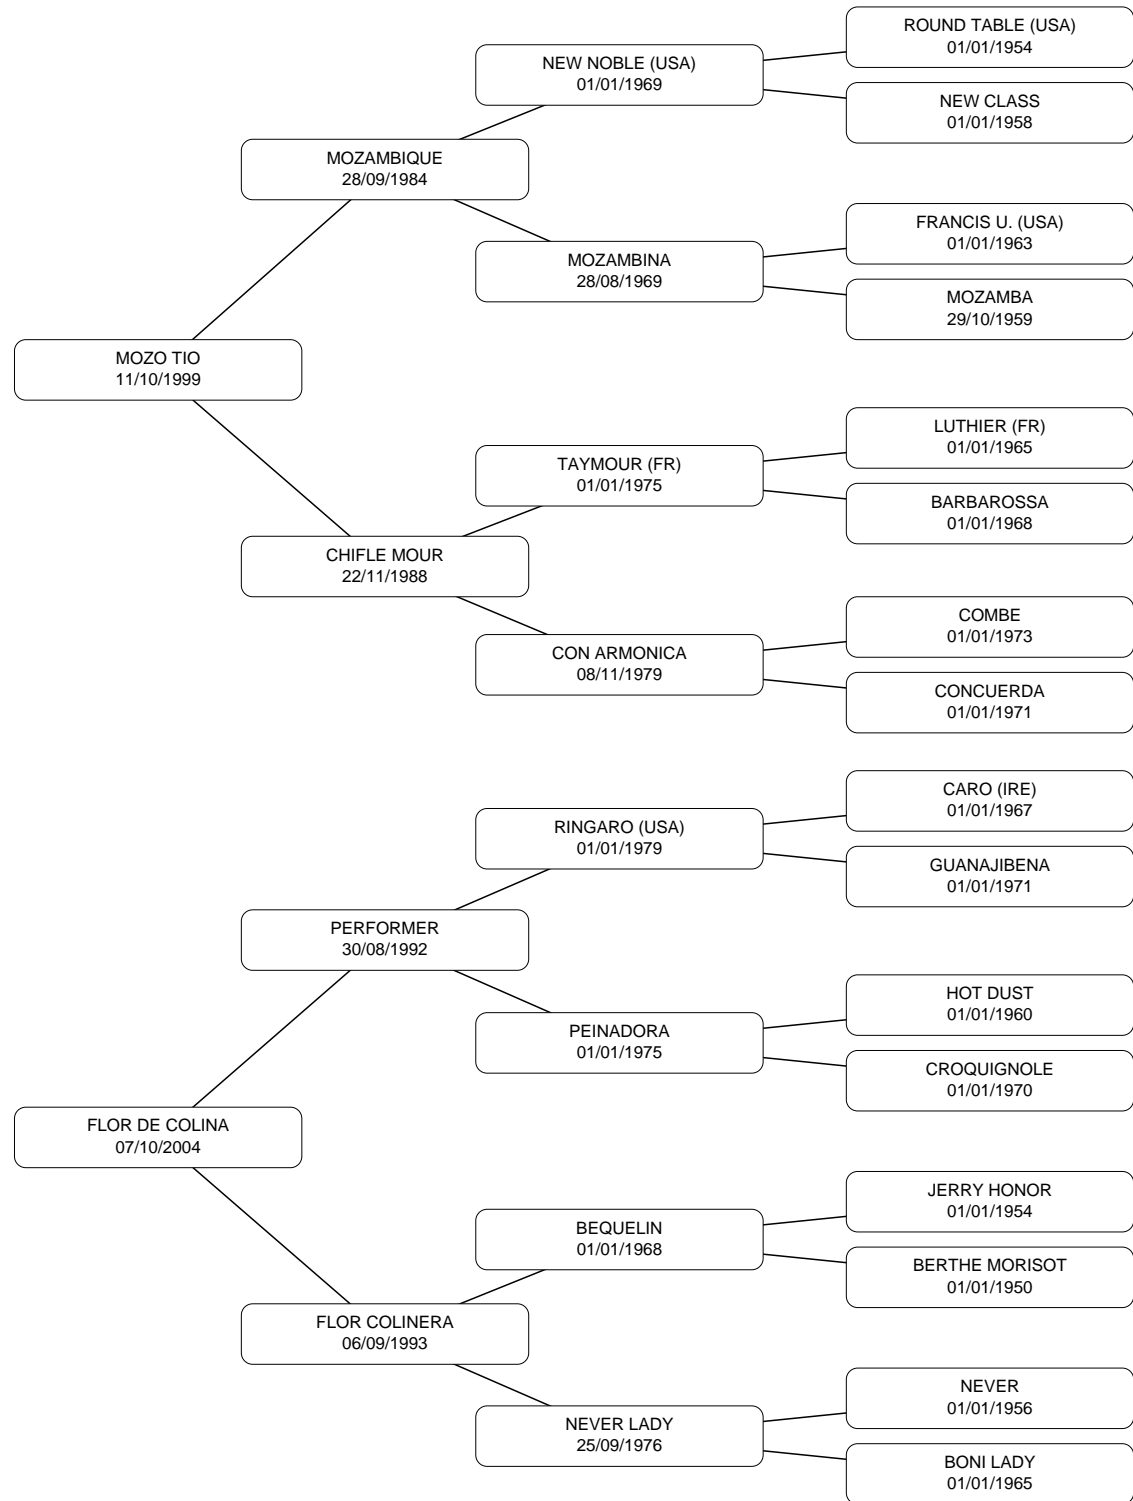 ROUND TABLE (USA)
01/01/1954
NEW NOBLE (USA)
01/01/1969
NEW CLASS
01/01/1958
MOZAMBIQUE
28/09/1984
FRANCIS U. (USA)
01/01/1963
MOZAMBINA
28/08/1969
MOZAMBA
29/10/1959
MOZO TIO
11/10/1999
LUTHIER (FR)
01/01/1965
TAYMOUR (FR)
01/01/1975
BARBAROSSA
01/01/1968
CHIFLE MOUR
22/11/1988
COMBE
01/01/1973
CON ARMONICA
08/11/1979
CONCUERDA
01/01/1971
CARO (IRE)
01/01/1967
RINGARO (USA)
01/01/1979
GUANAJIBENA
01/01/1971
PERFORMER
30/08/1992
HOT DUST
01/01/1960
PEINADORA
01/01/1975
CROQUIGNOLE
01/01/1970
FLOR DE COLINA
07/10/2004
JERRY HONOR
01/01/1954
BEQUELIN
01/01/1968
BERTHE MORISOT
01/01/1950
FLOR COLINERA
06/09/1993
NEVER
01/01/1956
NEVER LADY
25/09/1976
BONI LADY
01/01/1965